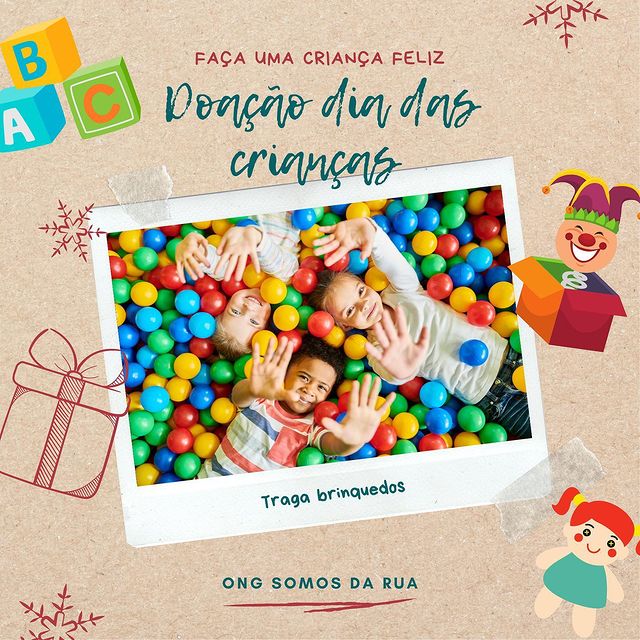 B
A
C
FAÇA UMA CRIANÇA FELIZ
Doação dia das
crianças
Traga brinquedos
ONG SOMOS DA RUA